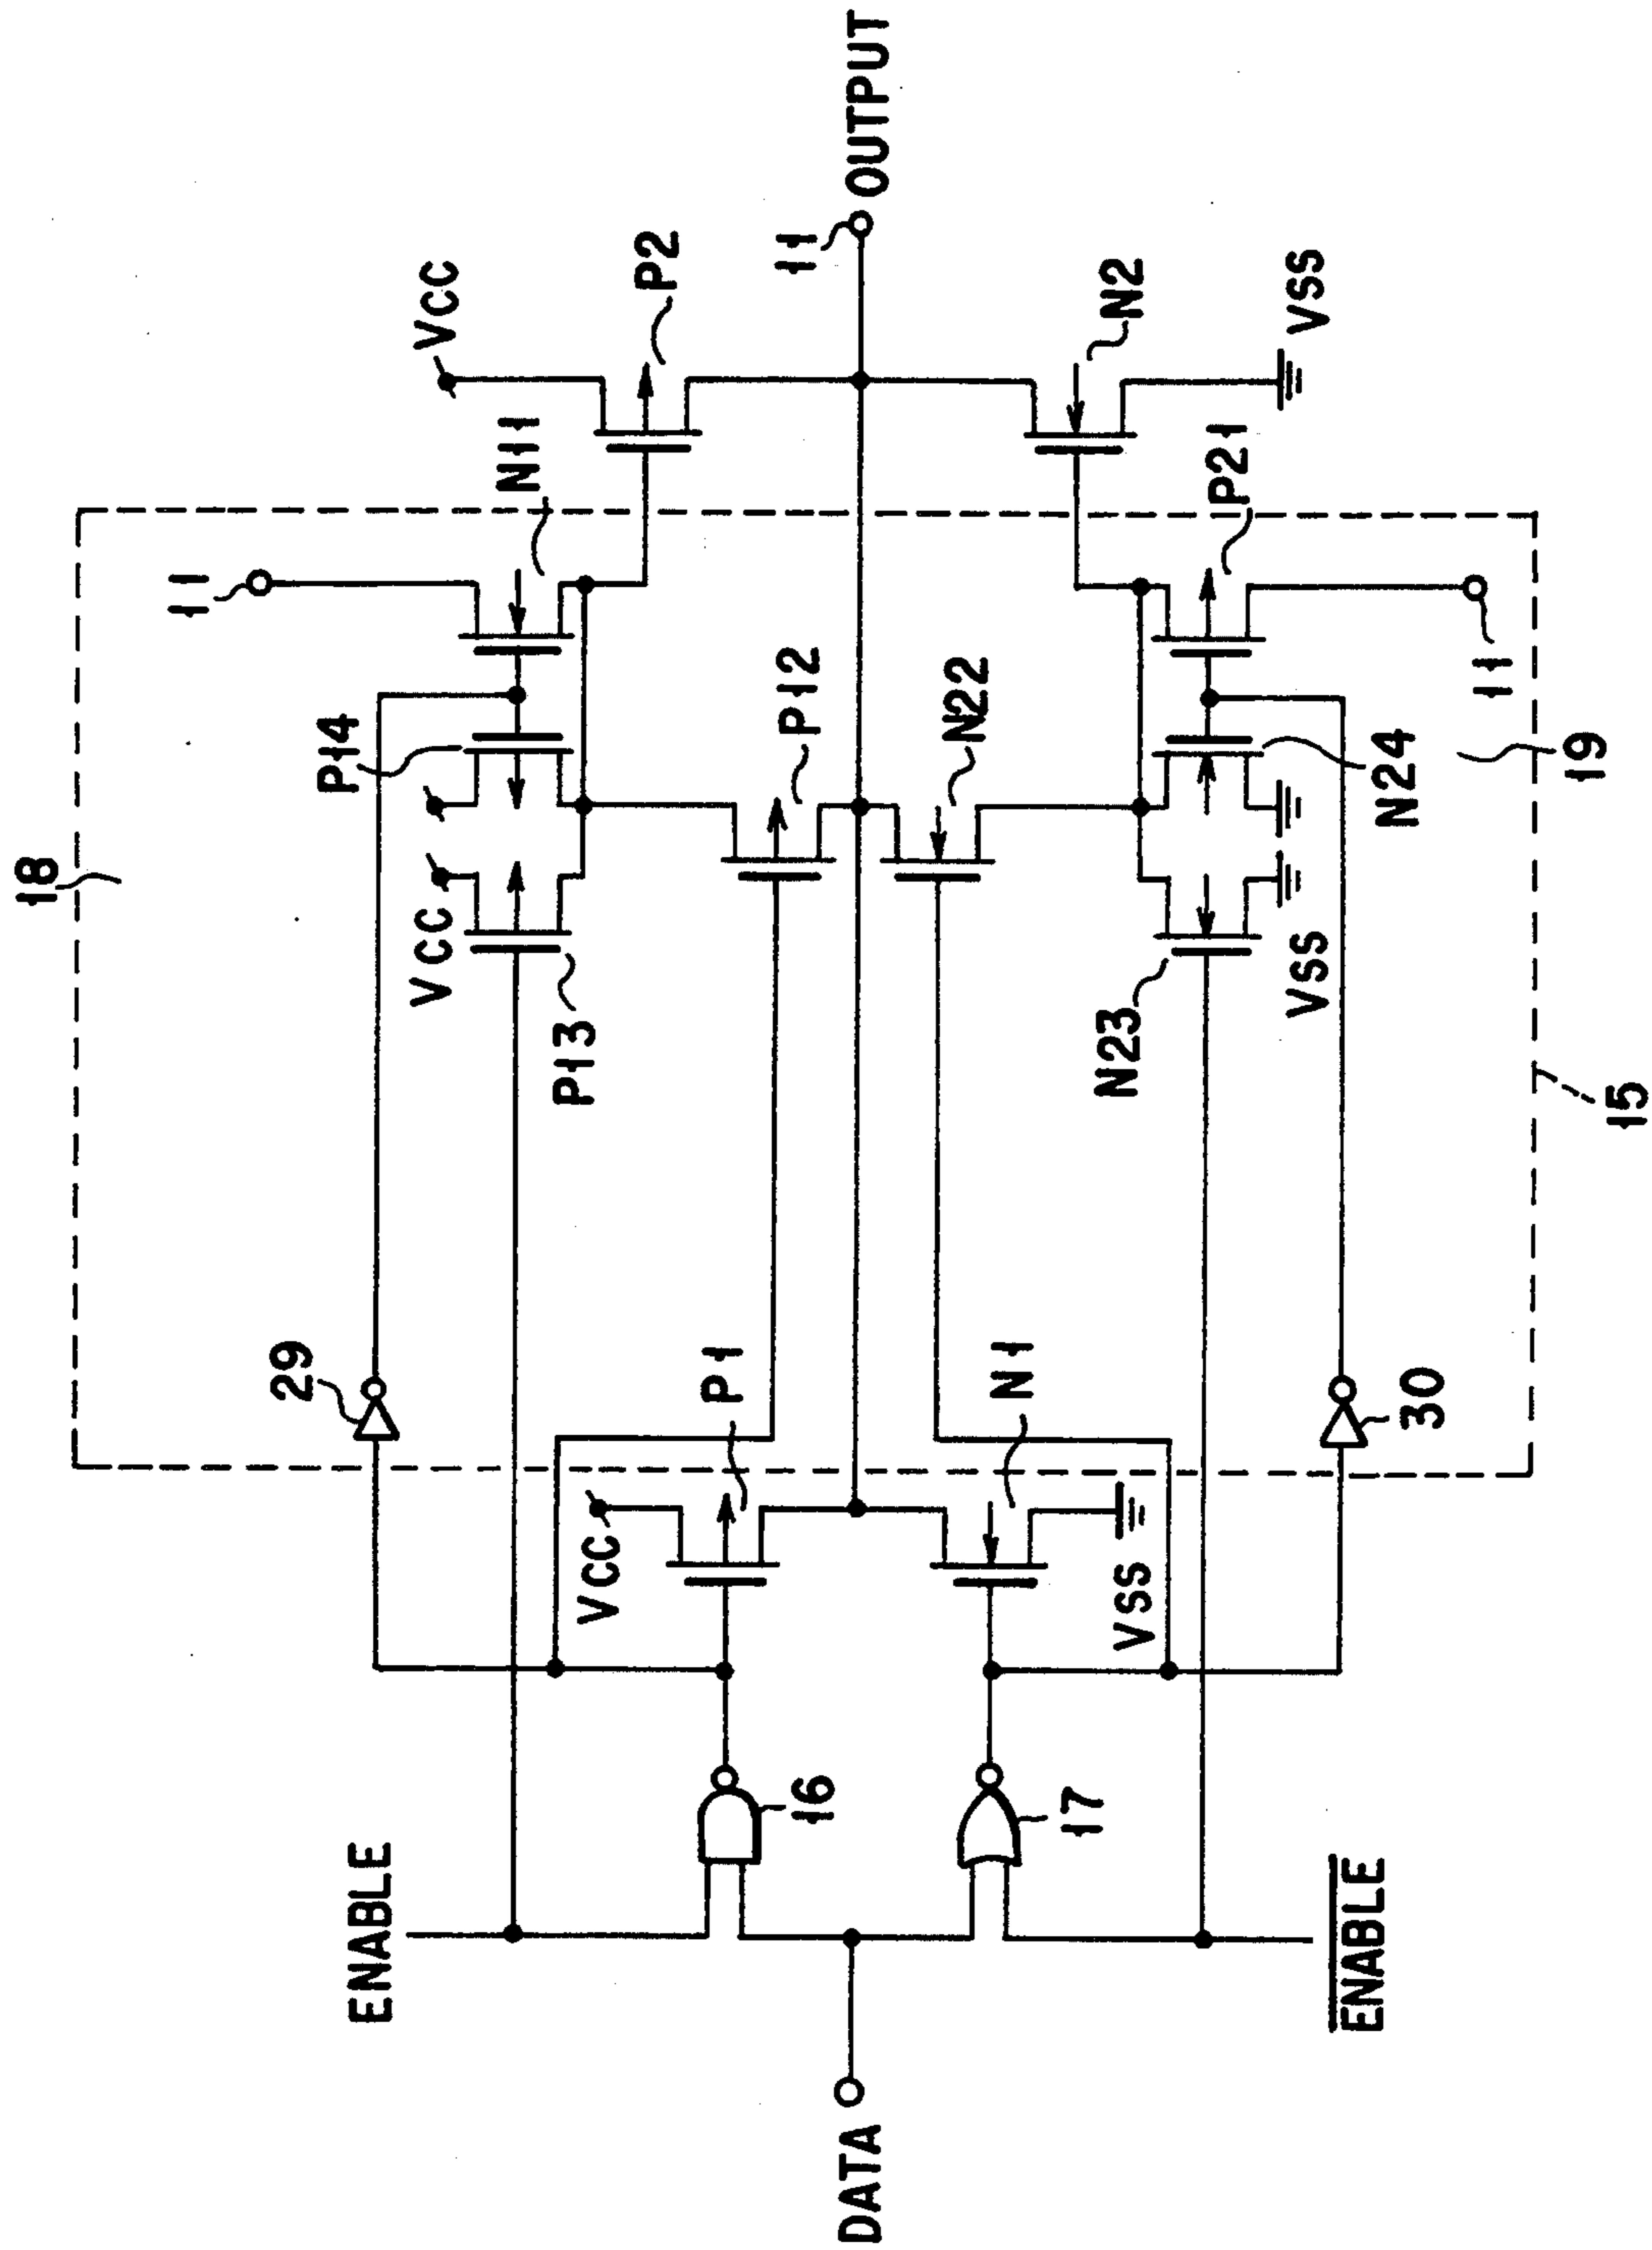 18
11
VCC
N11
P2
P14
VCC
P13
29
P12
P1
VCC
ENABLE
16
11 OUTPUT
DATA
N22
N1
17
VSS
N2
P21
N23
VSS
VSS
N24
11
30
ENABLE
19
15